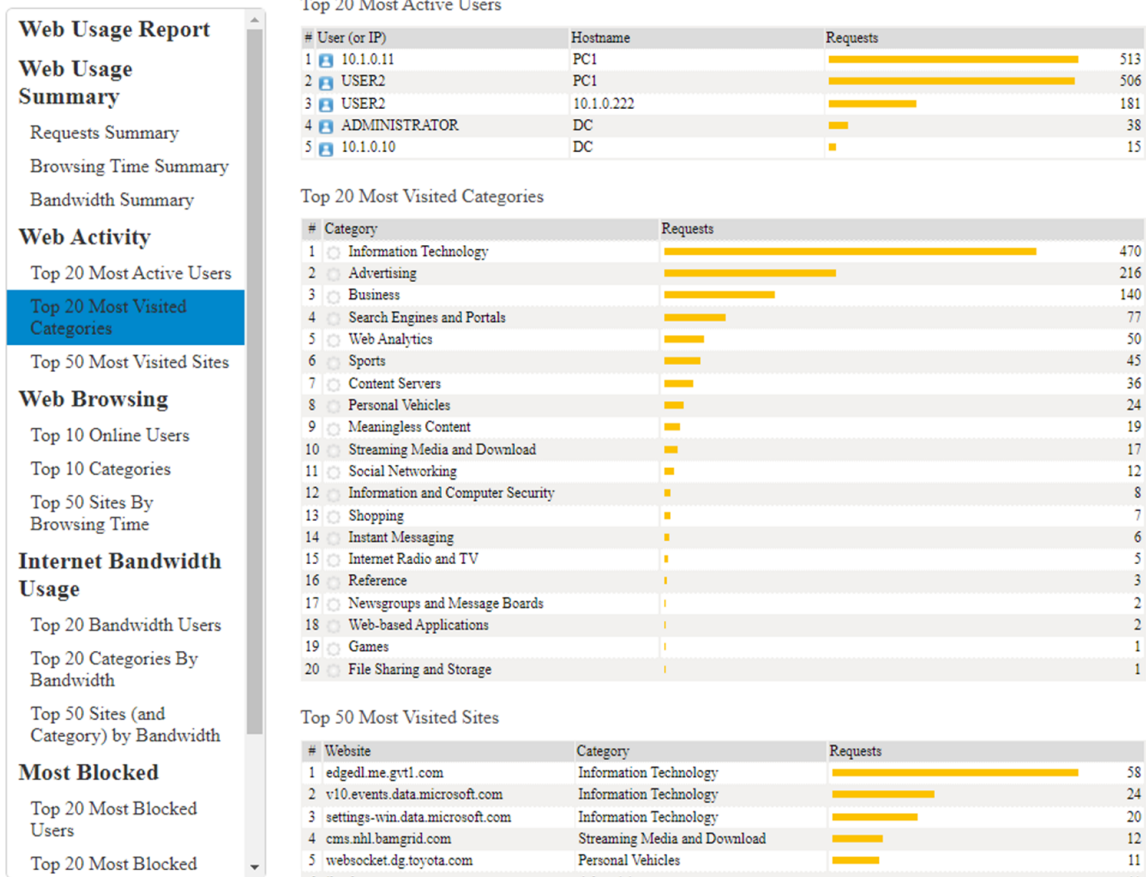 Web Usage Report
Web Usage
Summary
Requests Summary
Browsing Time Summary
Bandwidth Summary
Web Activity
Top 20 Most Active Users
Top 20 Most Visited
Categories
Top 50 Most Visited Sites
Web Browsing
Top 10 Online Users
Top 10 Categories
Top 50 Sites By
Browsing Time
Internet Bandwidth
Usage
Top 20 Bandwidth Users
Top 20 Categories By
Bandwidth
Top 50 Sites (and
Category) by Bandwidth
Most Blocked
Top 20 Most Blocked
Users
Top 20 Most Blocked
Top 20 Most Active Users
# User (or IP) Hostname Requests
1 10.1.0.11 PC1 513
2 USER2 PC1 506
3 USER2 10.1.0.222 181
4 ADMINISTRATOR DC 38
5 10.1.0.10 DC 15
Top 20 Most Visited Categories
# Category Requests
1 Information Technology 470
2 Advertising 216
3 Business 140
4 Search Engines and Portals 77
5 Web Analytics 50
6 Sports 45
7 Content Servers 36
8 Personal Vehicles 24
9 Meaningless Content 19
10 Streaming Media and Download 17
11 Social Networking 12
12 Information and Computer Security 8
13 Shopping 7
14 Instant Messaging 6
15 Internet Radio and TV 5
16 Reference 3
17 Newsgroups and Message Boards 2
18 Web-based Applications 2
19 Games 1
20 File Sharing and Storage 1
Top 50 Most Visited Sites
# Website Category Requests
1 edgedl.me.gvt1.com Information Technology 58
2 v10.events.data.microsoft.com Information Technology 24
3 settings-win.data.microsoft.com Information Technology 20
4 cms.nhl.bamgrid.com Streaming Media and Download 12
5 websocket.dg.toyota.com Personal Vehicles 11